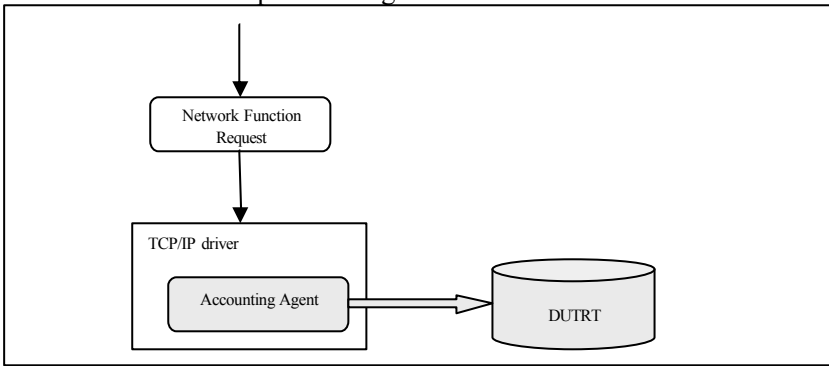 Network Function
Request
TCP/IP driver
Accounting Agent
DUTRT